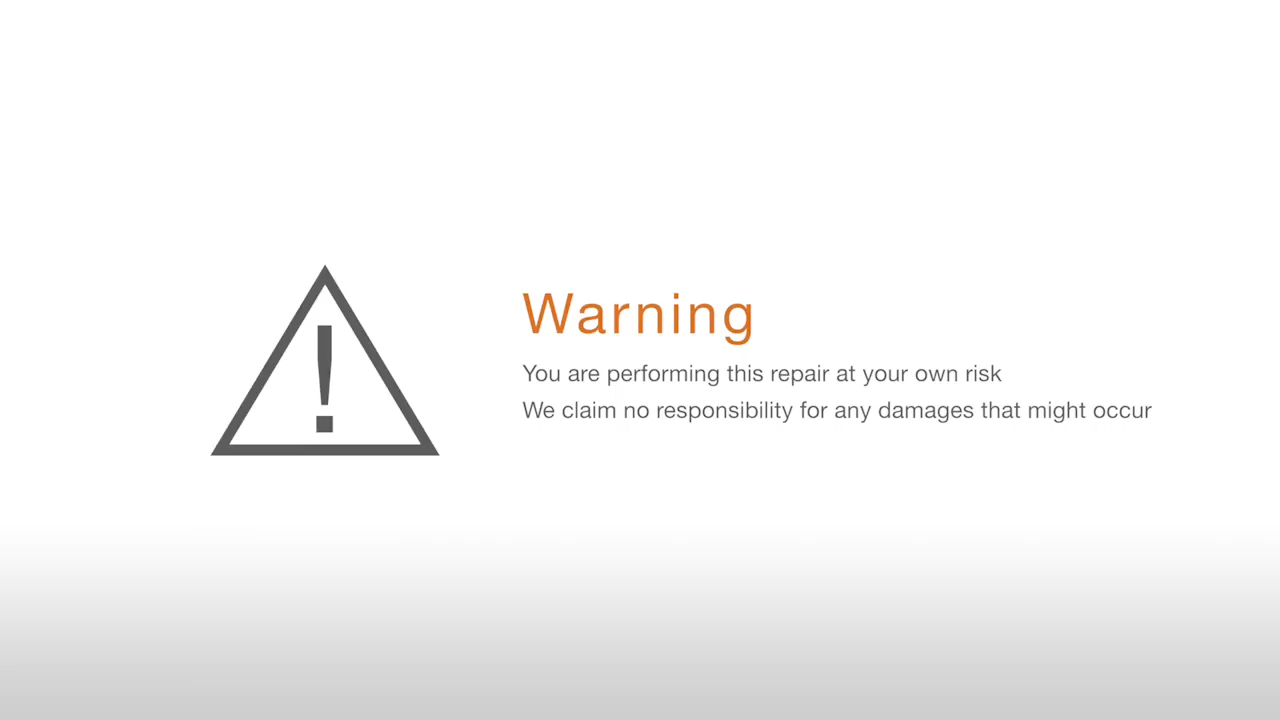 Warning
You are performing this repair at your own risk
We claim no responsibility for any damages that might occur